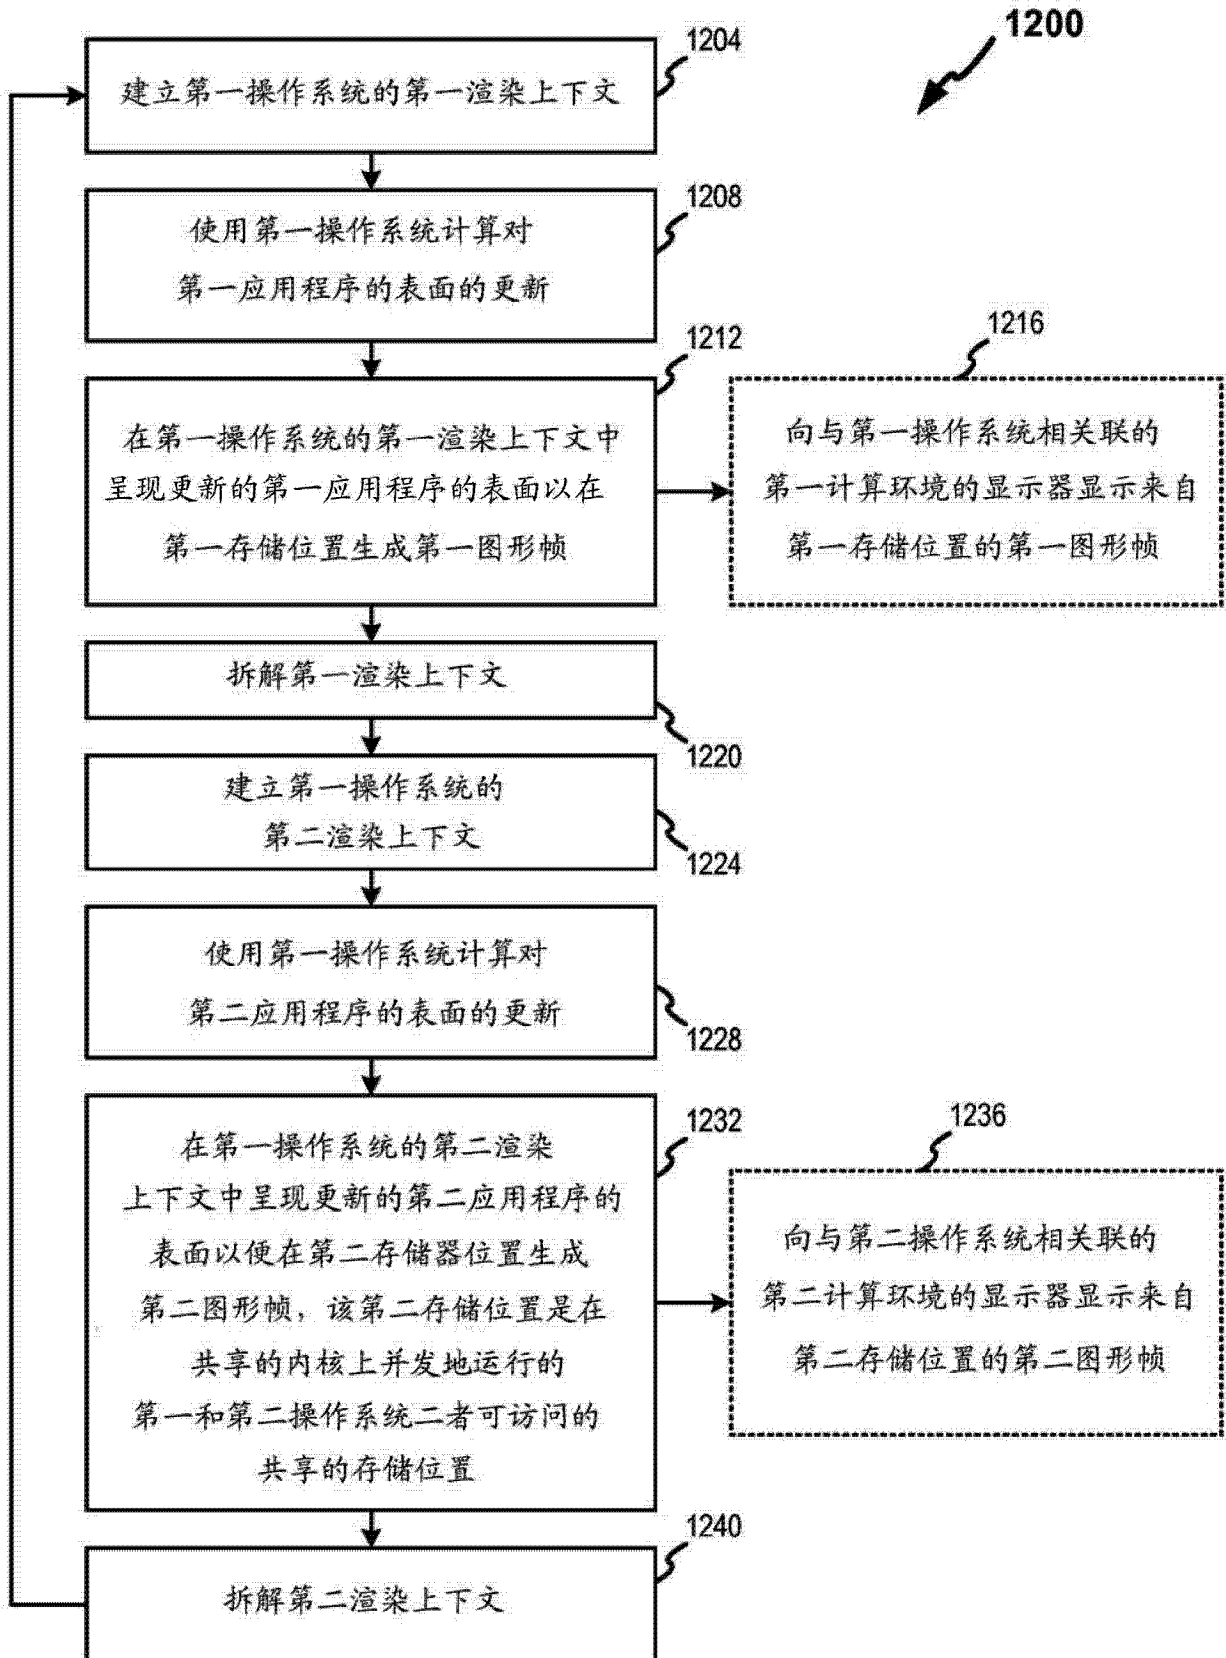 1200
1204
建立第一操作系统的第一渲染上下文
1208
使用第一操作系统计算对
第一应用程序的表面的更新
1212
在第一操作系统的第一渲染上下文中
呈现更新的第一应用程序的表面以在
第一存储位置生成第一图形帧
1216
向与第一操作系统相关联的
第一计算环境的显示器显示来自
第一存储位置的第一图形帧
拆解第一渲染上下文
1220
建立第一操作系统的
第二渲染上下文
1224
使用第一操作系统计算对
第二应用程序的表面的更新
1228
1232
在第一操作系统的第二渲染
上下文中呈现更新的第二应用程序的
表面以便在第二存储器位置生成
第二图形帧，该第二存储位置是在
共享的内核上并发地运行的
第一和第二操作系统二者可访问的
共享的存储位置
1236
向与第二操作系统相关联的
第二计算环境的显示器显示来自
第二存储位置的第二图形帧
1240
拆解第二渲染上下文